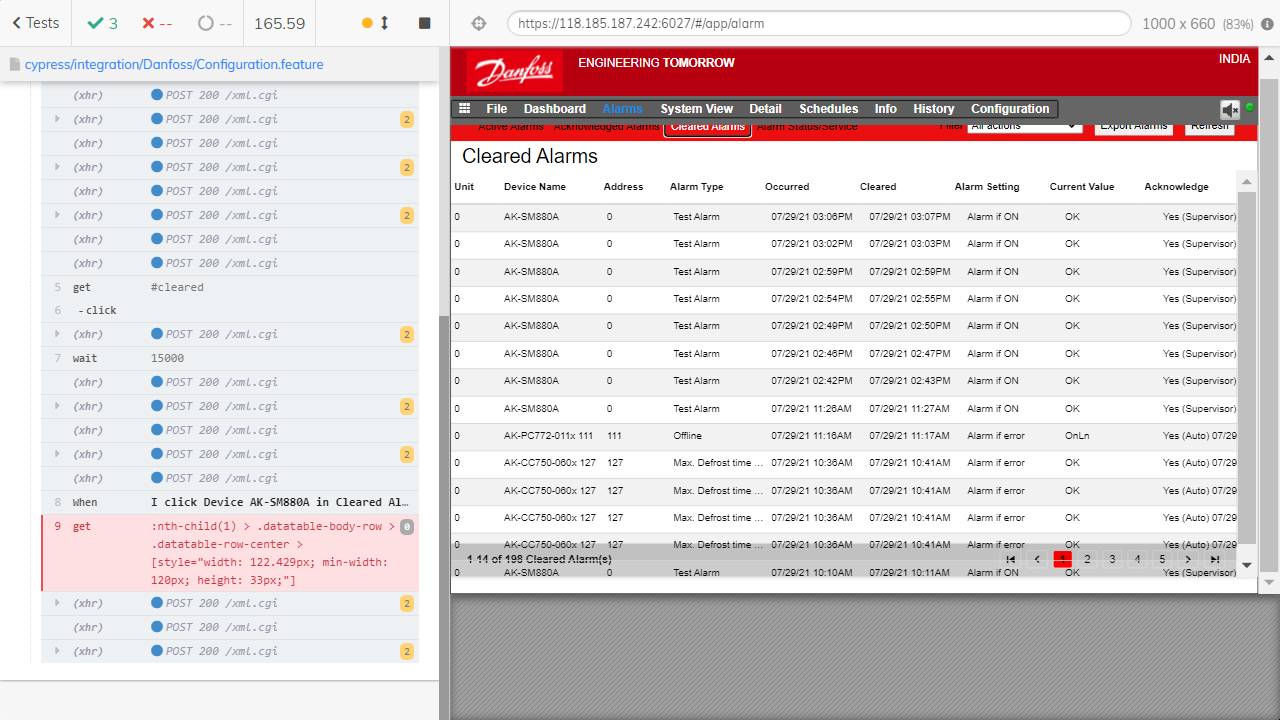 Tests
3
--
--
165.59
https://118.185.187.242:6027/#/app/alarm
1000 x 660 (83%)
cypress/integration/Danfoss/Configuration.feature
(xhr) POST 200 /xml.cgi
(xhr) POST 200 /xml.cgi 2
(xhr) POST 200 /xml.cgi
(xhr) POST 200 /xml.cgi 2
(xhr) POST 200 /xml.cgi
(xhr) POST 200 /xml.cgi 2
(xhr) POST 200 /xml.cgi
(xhr) POST 200 /xml.cgi
5 get #cleared
6 -click
(xhr) POST 200 /xml.cgi 2
7 wait 15000
(xhr) POST 200 /xml.cgi
(xhr) POST 200 /xml.cgi 2
(xhr) POST 200 /xml.cgi
(xhr) POST 200 /xml.cgi 2
(xhr) POST 200 /xml.cgi
8 When I click Device AK-SM880A in Cleared Al...
9 get :nth-child(1) > .datatable-body-row > 0
.datatable-row-center >
[style="width: 122.429px; min-width:
120px; height: 33px;"]
(xhr) POST 200 /xml.cgi 2
(xhr) POST 200 /xml.cgi
(xhr) POST 200 /xml.cgi 2
Danfoss
ENGINEERING TOMORROW
INDIA
File Dashboard Alarms System View Detail Schedules Info History Configuration
Active Alarms Acknowledged Alarms Cleared Alarms Alarm Status/Service Filter All actions Export Alarms Refresh
Cleared Alarms
Unit Device Name Address Alarm Type Occurred Cleared Alarm Setting Current Value Acknowledge
0 AK-SM880A 0 Test Alarm 07/29/21 03:06PM 07/29/21 03:07PM Alarm if ON OK Yes (Supervisor)
0 AK-SM880A 0 Test Alarm 07/29/21 03:02PM 07/29/21 03:03PM Alarm if ON OK Yes (Supervisor)
0 AK-SM880A 0 Test Alarm 07/29/21 02:59PM 07/29/21 02:59PM Alarm if ON OK Yes (Supervisor)
0 AK-SM880A 0 Test Alarm 07/29/21 02:54PM 07/29/21 02:55PM Alarm if ON OK Yes (Supervisor)
0 AK-SM880A 0 Test Alarm 07/29/21 02:49PM 07/29/21 02:50PM Alarm if ON OK Yes (Supervisor)
0 AK-SM880A 0 Test Alarm 07/29/21 02:46PM 07/29/21 02:47PM Alarm if ON OK Yes (Supervisor)
0 AK-SM880A 0 Test Alarm 07/29/21 02:42PM 07/29/21 02:43PM Alarm if ON OK Yes (Supervisor)
0 AK-SM880A 0 Test Alarm 07/29/21 11:26AM 07/29/21 11:27AM Alarm if ON OK Yes (Supervisor)
0 AK-PC772-011x 111 111 Offline 07/29/21 11:16AM 07/29/21 11:17AM Alarm if error OnLn Yes (Auto) 07/29
0 AK-CC750-060x 127 127 Max. Defrost time ... 07/29/21 10:36AM 07/29/21 10:41AM Alarm if error OK Yes (Auto) 07/29
0 AK-CC750-060x 127 127 Max. Defrost time ... 07/29/21 10:36AM 07/29/21 10:41AM Alarm if error OK Yes (Auto) 07/29
0 AK-CC750-060x 127 127 Max. Defrost time ... 07/29/21 10:36AM 07/29/21 10:41AM Alarm if error OK Yes (Auto) 07/29
0 AK-CC750-060x 127 127 Max. Defrost time ... 07/29/21 10:36AM 07/29/21 10:41AM Alarm if error OK Yes (Auto) 07/29
1-14 of 198 Cleared Alarm(s) 1 2 3 4 5
0 AK-SM880A 0 Test Alarm 07/29/21 10:10AM 07/29/21 10:11AM Alarm if ON OK Yes (Supervisor)